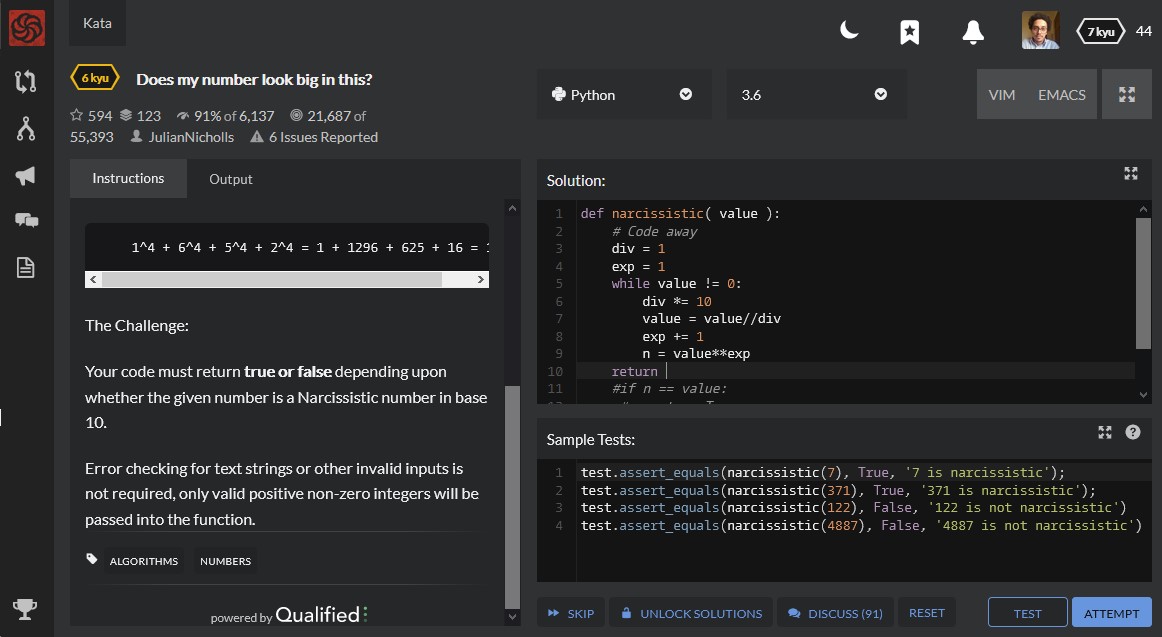 Kata
7 kyu 44
6 kyu Does my number look big in this?
594 123 91% of 6,137 21,687 of
55,393 JulianNicholls 6 Issues Reported
Python
3.6
VIM EMACS
Instructions Output
1^4 + 6^4 + 5^4 + 2^4 = 1 + 1296 + 625 + 16 =
The Challenge:
Your code must return true or false depending upon
whether the given number is a Narcissistic number in base
10.
Error checking for text strings or other invalid inputs is
not required, only valid positive non-zero integers will be
passed into the function.
ALGORITHMS NUMBERS
powered by Qualified
Solution:
1 def narcissistic( value ):
2 # Code away
3 div = 1
4 exp = 1
5 while value != 0:
6 div *= 10
7 value = value//div
8 exp += 1
9 n = value**exp
10 return
11 #if n == value:
Sample Tests:
1 test.assert_equals(narcissistic(7), True, '7 is narcissistic');
2 test.assert_equals(narcissistic(371), True, '371 is narcissistic');
3 test.assert_equals(narcissistic(122), False, '122 is not narcissistic')
4 test.assert_equals(narcissistic(4887), False, '4887 is not narcissistic')
SKIP UNLOCK SOLUTIONS DISCUSS (91) RESET TEST ATTEMPT